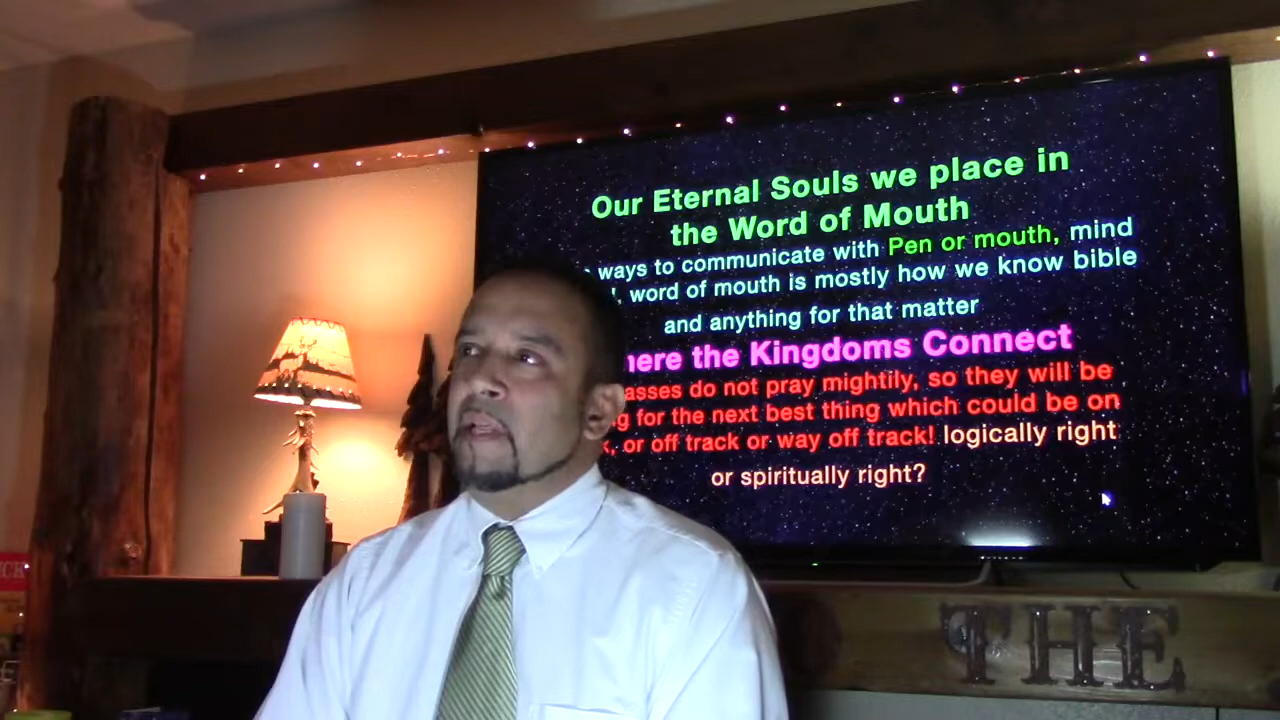 Our Eternal Souls we place in
the Word of Mouth
ways to communicate with Pen or mouth, mind
word of mouth is mostly how we know bible
and anything for that matter
the Kingdoms Connect
do not pray mightily, so they will be
for the next best thing which could be on
or off track or way off track! logically right
or spiritually right?
THE